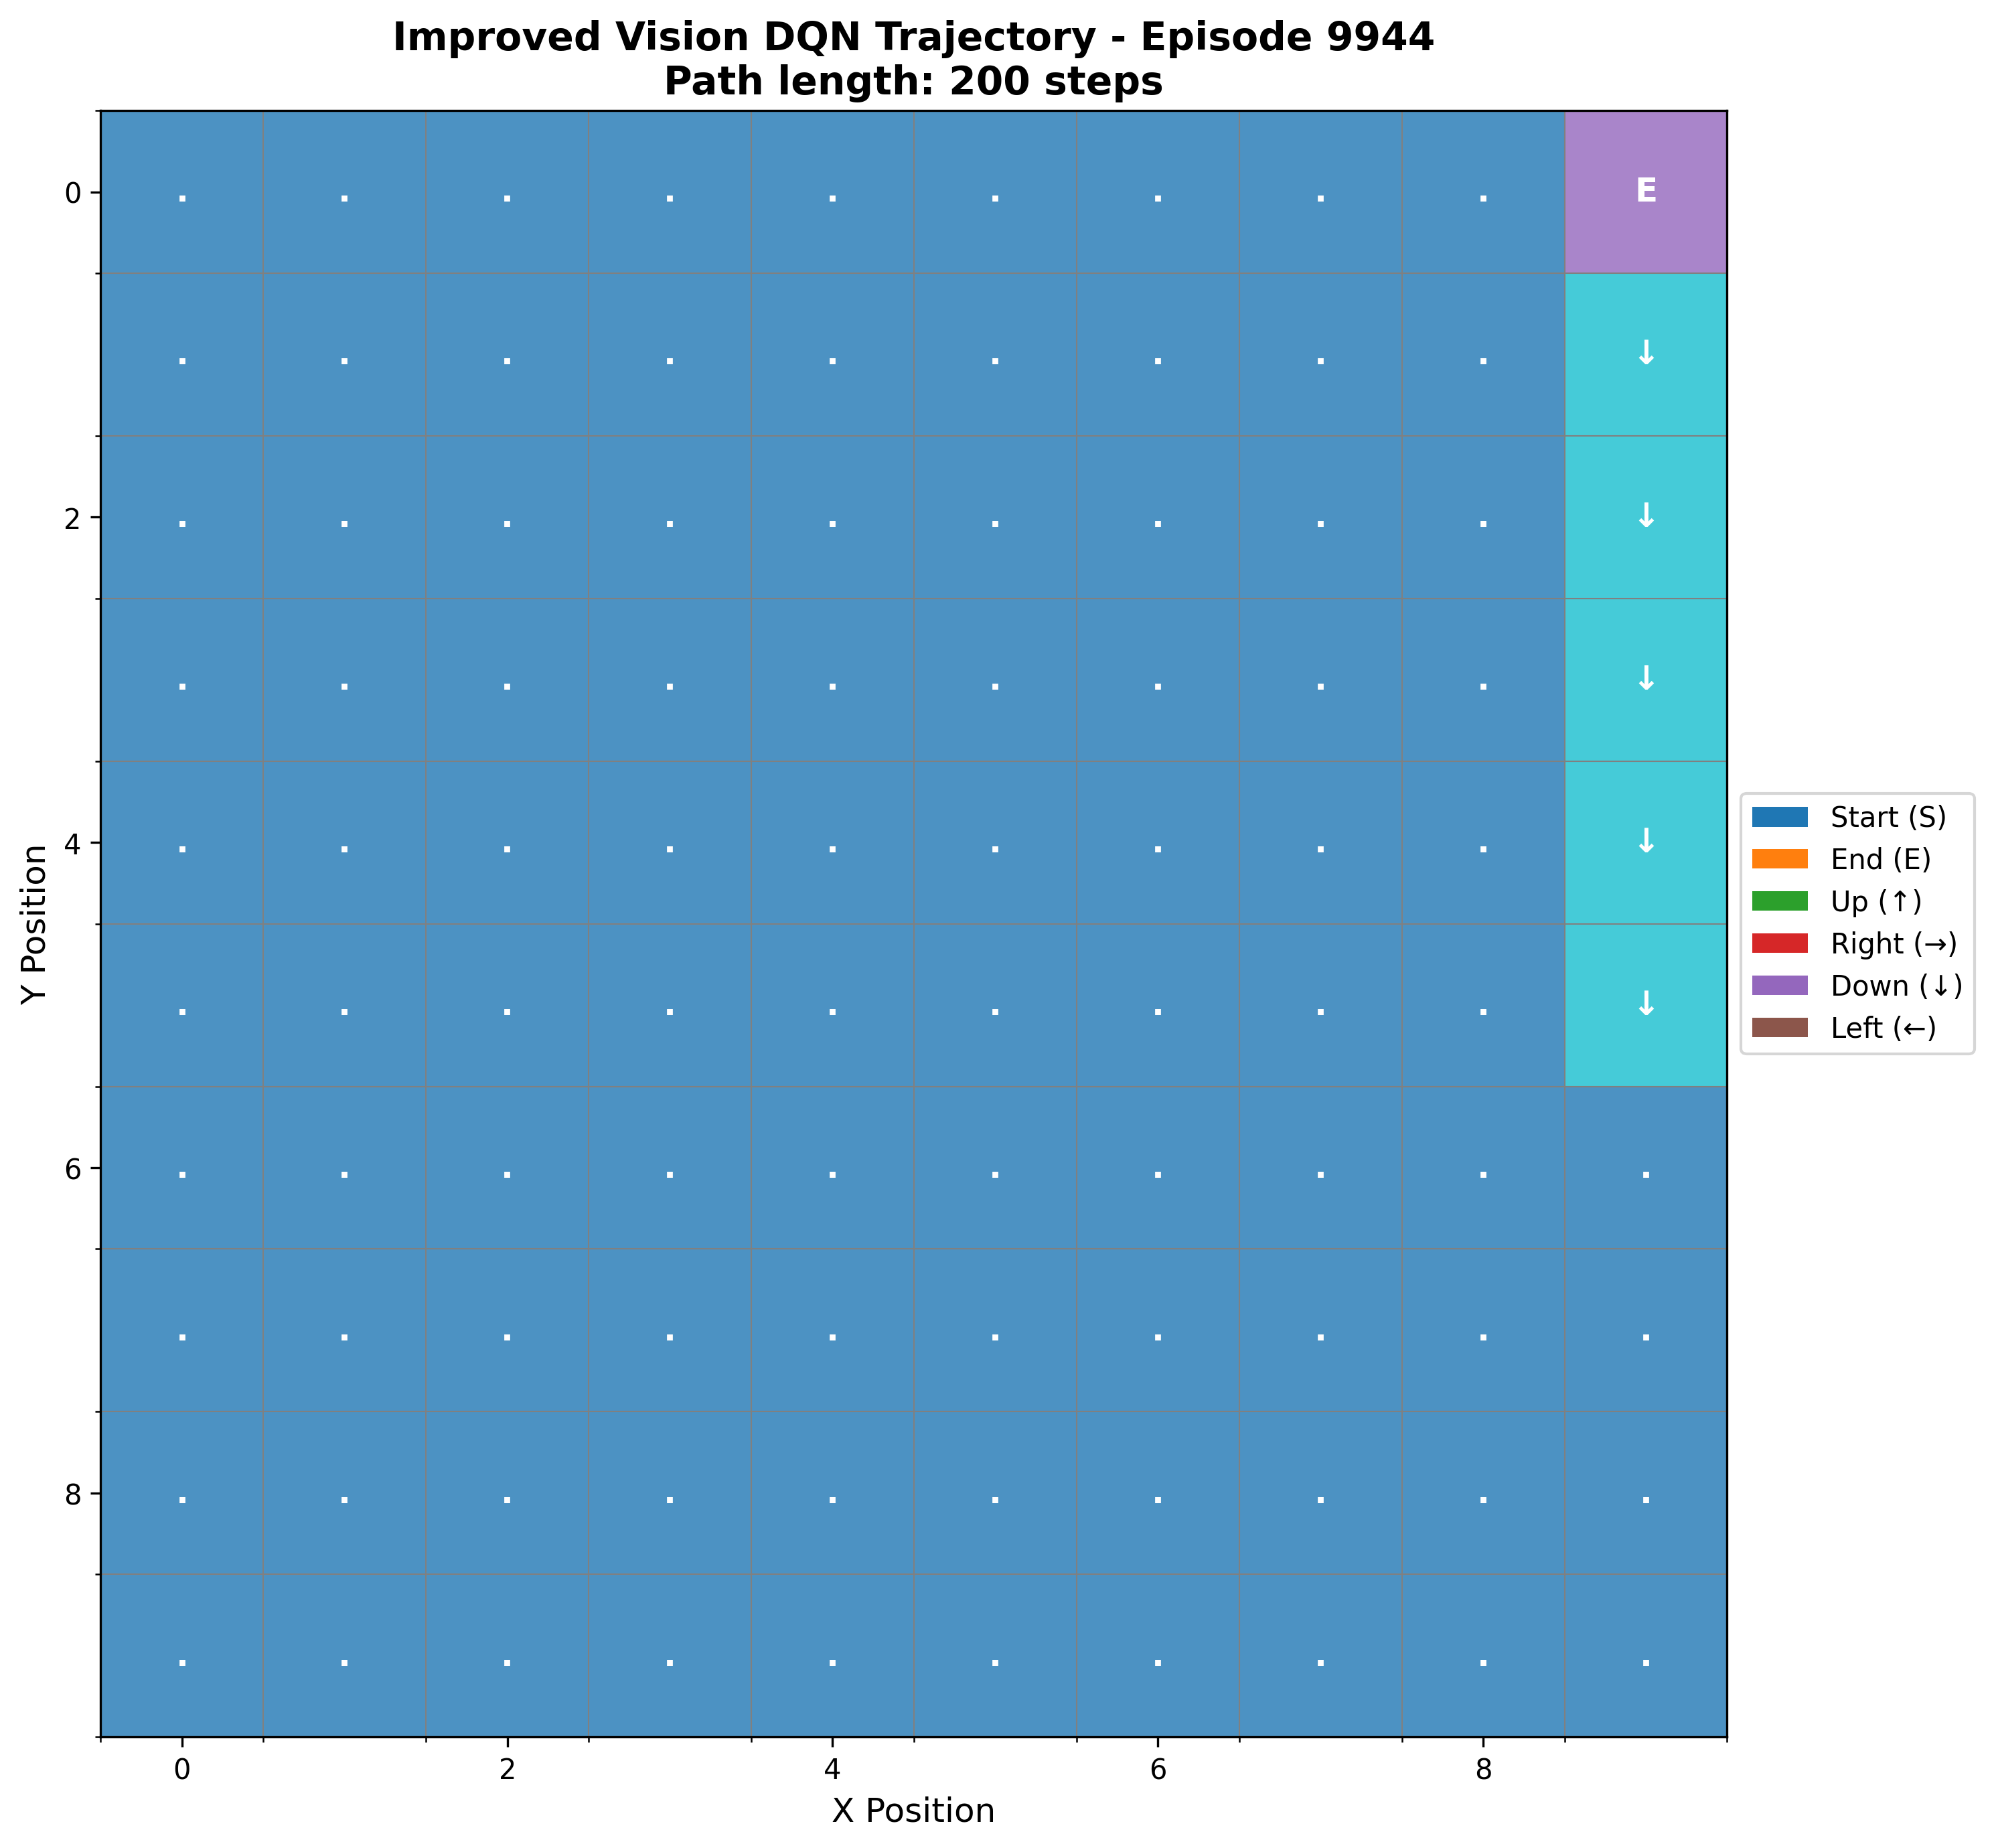 Improved Vision DQN Trajectory - Episode 9944
Path length: 200 steps
0 . . . . . . . . . E
. . . . . . . . . ↓
2 . . . . . . . . . ↓
. . . . . . . . . ↓
4 . . . . . . . . . ↓
. . . . . . . . . ↓
6 . . . . . . . . . .
. . . . . . . . . .
8 . . . . . . . . . .
. . . . . . . . . .
0 2 4 6 8
X Position
Y Position
Start (S)
End (E)
Up (↑)
Right (→)
Down (↓)
Left (←)